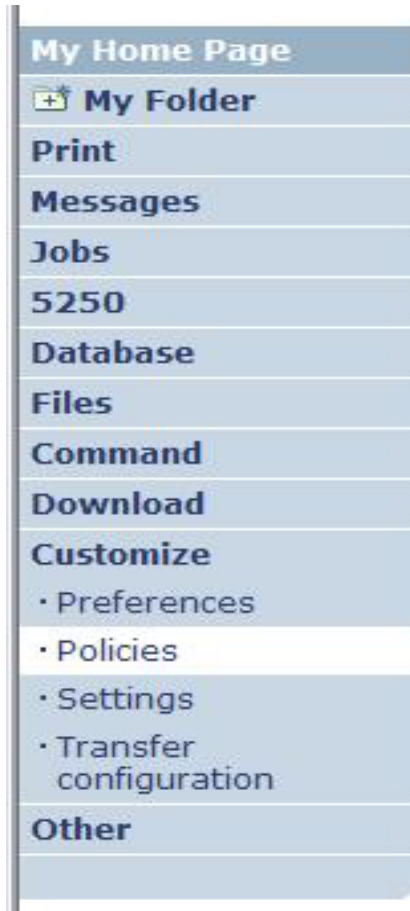 My Home Page
My Folder
Print
Messages
Jobs
5250
Database
Files
Command
Download
Customize
· Preferences
· Policies
· Settings
· Transfer
configuration
Other